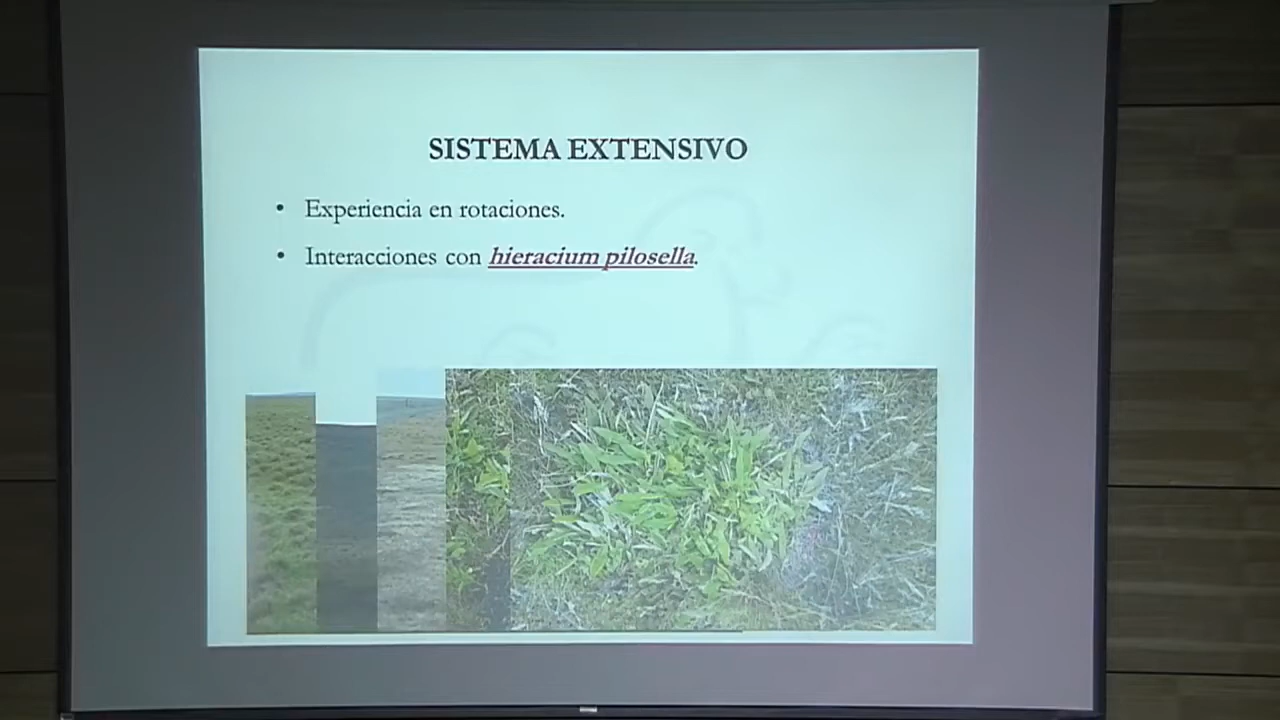 SISTEMA EXTENSIVO
• Experiencia en rotaciones.
• Interacciones con hieracium pilosella.